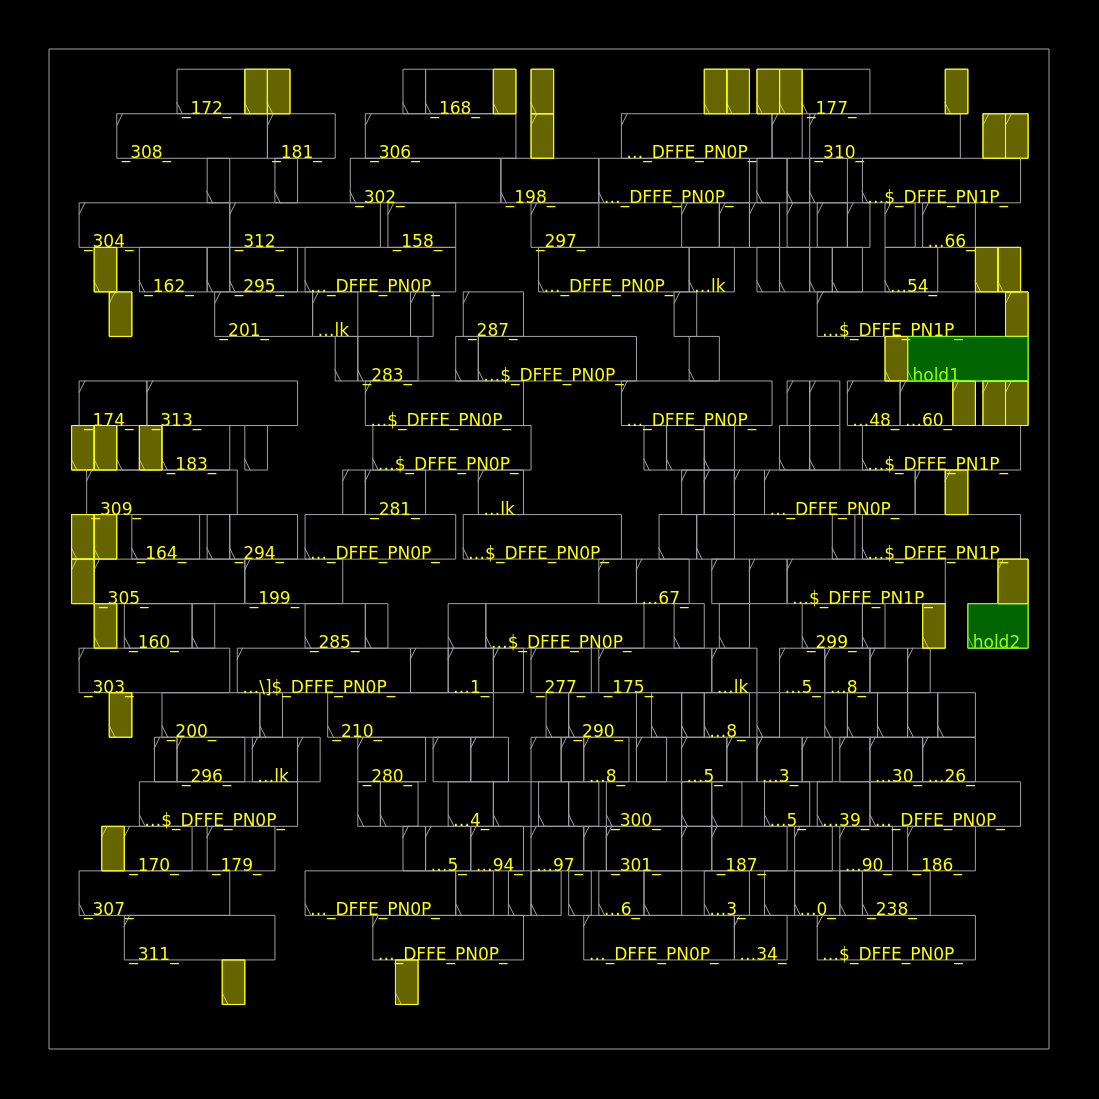 _172_ _168_ _177_
_308_ _181_ _306_ ..._DFFE_PN0P_ _310_
_302_ _198_ ..._DFFE_PN0P_ ...$_DFFE_PN1P_
_304_ _312_ _158_ _297_ ...66_
_162_ _295_ ..._DFFE_PN0P_ ..._DFFE_PN0P_ ...lk ...54_
_201_ ...lk _287_ ...$_DFFE_PN1P_
_283_ ...$_DFFE_PN0P_ hold1
_174_ _313_ ...$_DFFE_PN0P_ ..._DFFE_PN0P_ ...48_ ...60_
_183_ ...$_DFFE_PN0P_ ...$_DFFE_PN1P_
_309_ _281_ ...lk ..._DFFE_PN0P_
_164_ _294_ ..._DFFE_PN0P_ ...$_DFFE_PN0P_ ...$_DFFE_PN1P_
_305_ _199_ ...67_ ...$_DFFE_PN1P_
_160_ _285_ ...$_DFFE_PN0P_ _299_ hold2
_303_ ...\]$_DFFE_PN0P_ ...1_ _277_ _175_ ...lk ...5_ ...8_
_200_ _210_ _290_ ...8_
_296_ ...lk _280_ ...8_ ...5_ ...3_ ...30_ ...26_
...$_DFFE_PN0P_ ...4_ _300_ ...5_ ...39_ ..._DFFE_PN0P_
_170_ _179_ ...5_ ...94_ ...97_ _301_ _187_ ...90_ _186_
_307_ ..._DFFE_PN0P_ ...6_ ...3_ ...0_ _238_
_311_ ..._DFFE_PN0P_ ..._DFFE_PN0P_ ...34_ ...$_DFFE_PN0P_